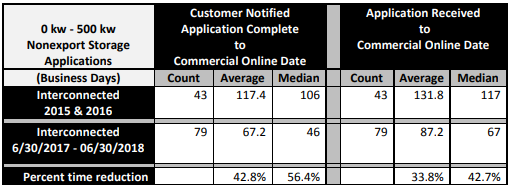 0 kw - 500 kw
Nonexport Storage
Applications
(Business Days)
Customer Notified
Application Complete
to
Commercial Online Date
Application Received
to
Commercial Online Date
Count Average Median Count Average Median
Interconnected
2015 & 2016
43 117.4 106 43 131.8 117
Interconnected
6/30/2017 - 06/30/2018
79 67.2 46 79 87.2 67
Percent time reduction 42.8% 56.4% 33.8% 42.7%